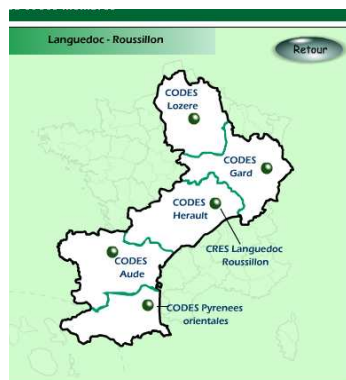 Languedoc - Roussillon
Retour
CODES
Lozere
CODES
Gard
CODES
Herault
CRES Languedoc
Roussillon
CODES
Aude
CODES Pyrenees
orientales